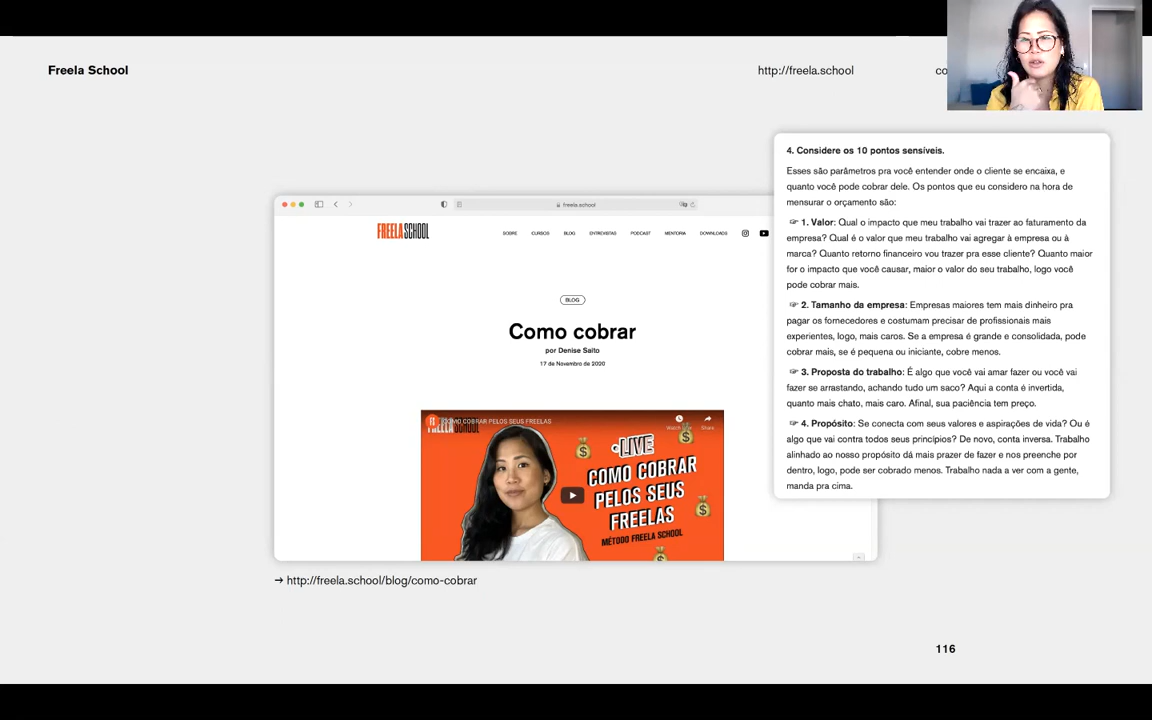 Freela School
http://freela.school
co
freela.school
FREELASCHOOL
SOBRE
CURSOS
BLOG
ENTREVISTAS
PODCAST
MENTORIA
DOWNLOADS
BLOG
Como cobrar
por Denise Saito
17 de Novembro de 2020
COMO COBRAR PELOS SEUS FREELAS
Share
LIVE
COMO COBRAR
PELOS SEUS
FREELAS
MÉTODO FREELA SCHOOL
→ http://freela.school/blog/como-cobrar
4. Considere os 10 pontos sensíveis.
Esses são parâmetros pra você entender onde o cliente se encaixa, e
quanto você pode cobrar dele. Os pontos que eu considero na hora de
mensurar o orçamento são:
☞ 1. Valor: Qual o impacto que meu trabalho vai trazer ao faturamento da
empresa? Qual é o valor que meu trabalho vai agregar à empresa ou à
marca? Quanto retorno financeiro vou trazer pra esse cliente? Quanto maior
for o impacto que você causar, maior o valor do seu trabalho, logo você
pode cobrar mais.
☞ 2. Tamanho da empresa: Empresas maiores tem mais dinheiro pra
pagar os fornecedores e costumam precisar de profissionais mais
experientes, logo, mais caros. Se a empresa é grande e consolidada, pode
cobrar mais, se é pequena ou iniciante, cobre menos.
☞ 3. Proposta do trabalho: É algo que você vai amar fazer ou você vai
fazer se arrastando, achando tudo um saco? Aqui a conta é invertida,
quanto mais chato, mais caro. Afinal, sua paciência tem preço.
☞ 4. Propósito: Se conecta com seus valores e aspirações de vida? Ou é
algo que vai contra todos seus princípios? De novo, conta inversa. Trabalho
alinhado ao nosso propósito dá mais prazer de fazer e nos preenche por
dentro, logo, pode ser cobrado menos. Trabalho nada a ver com a gente,
manda pra cima.
116